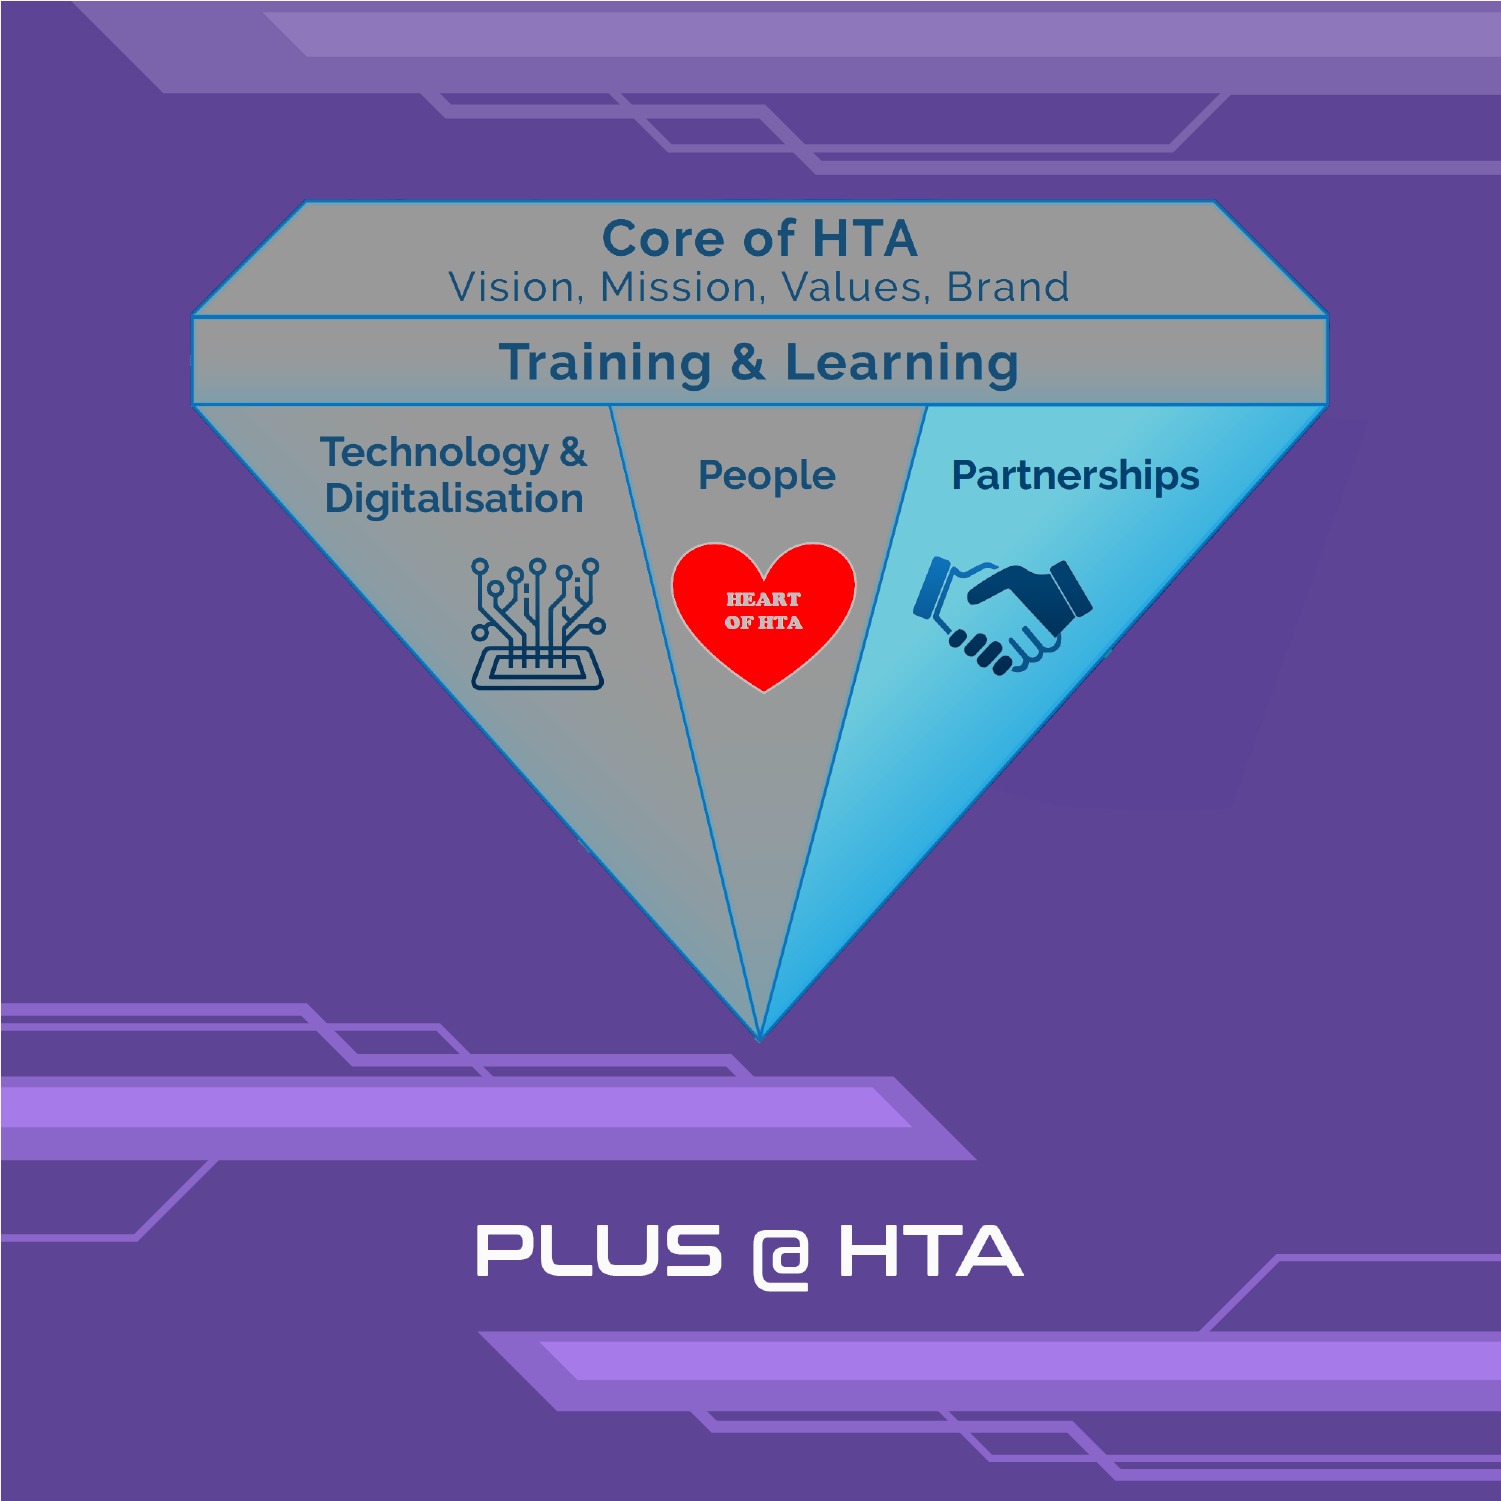 Core of HTA
Vision, Mission, Values, Brand
Training & Learning
Technology &
Digitalisation
People
HEART
OF HTA
Partnerships
PLUS @ HTA